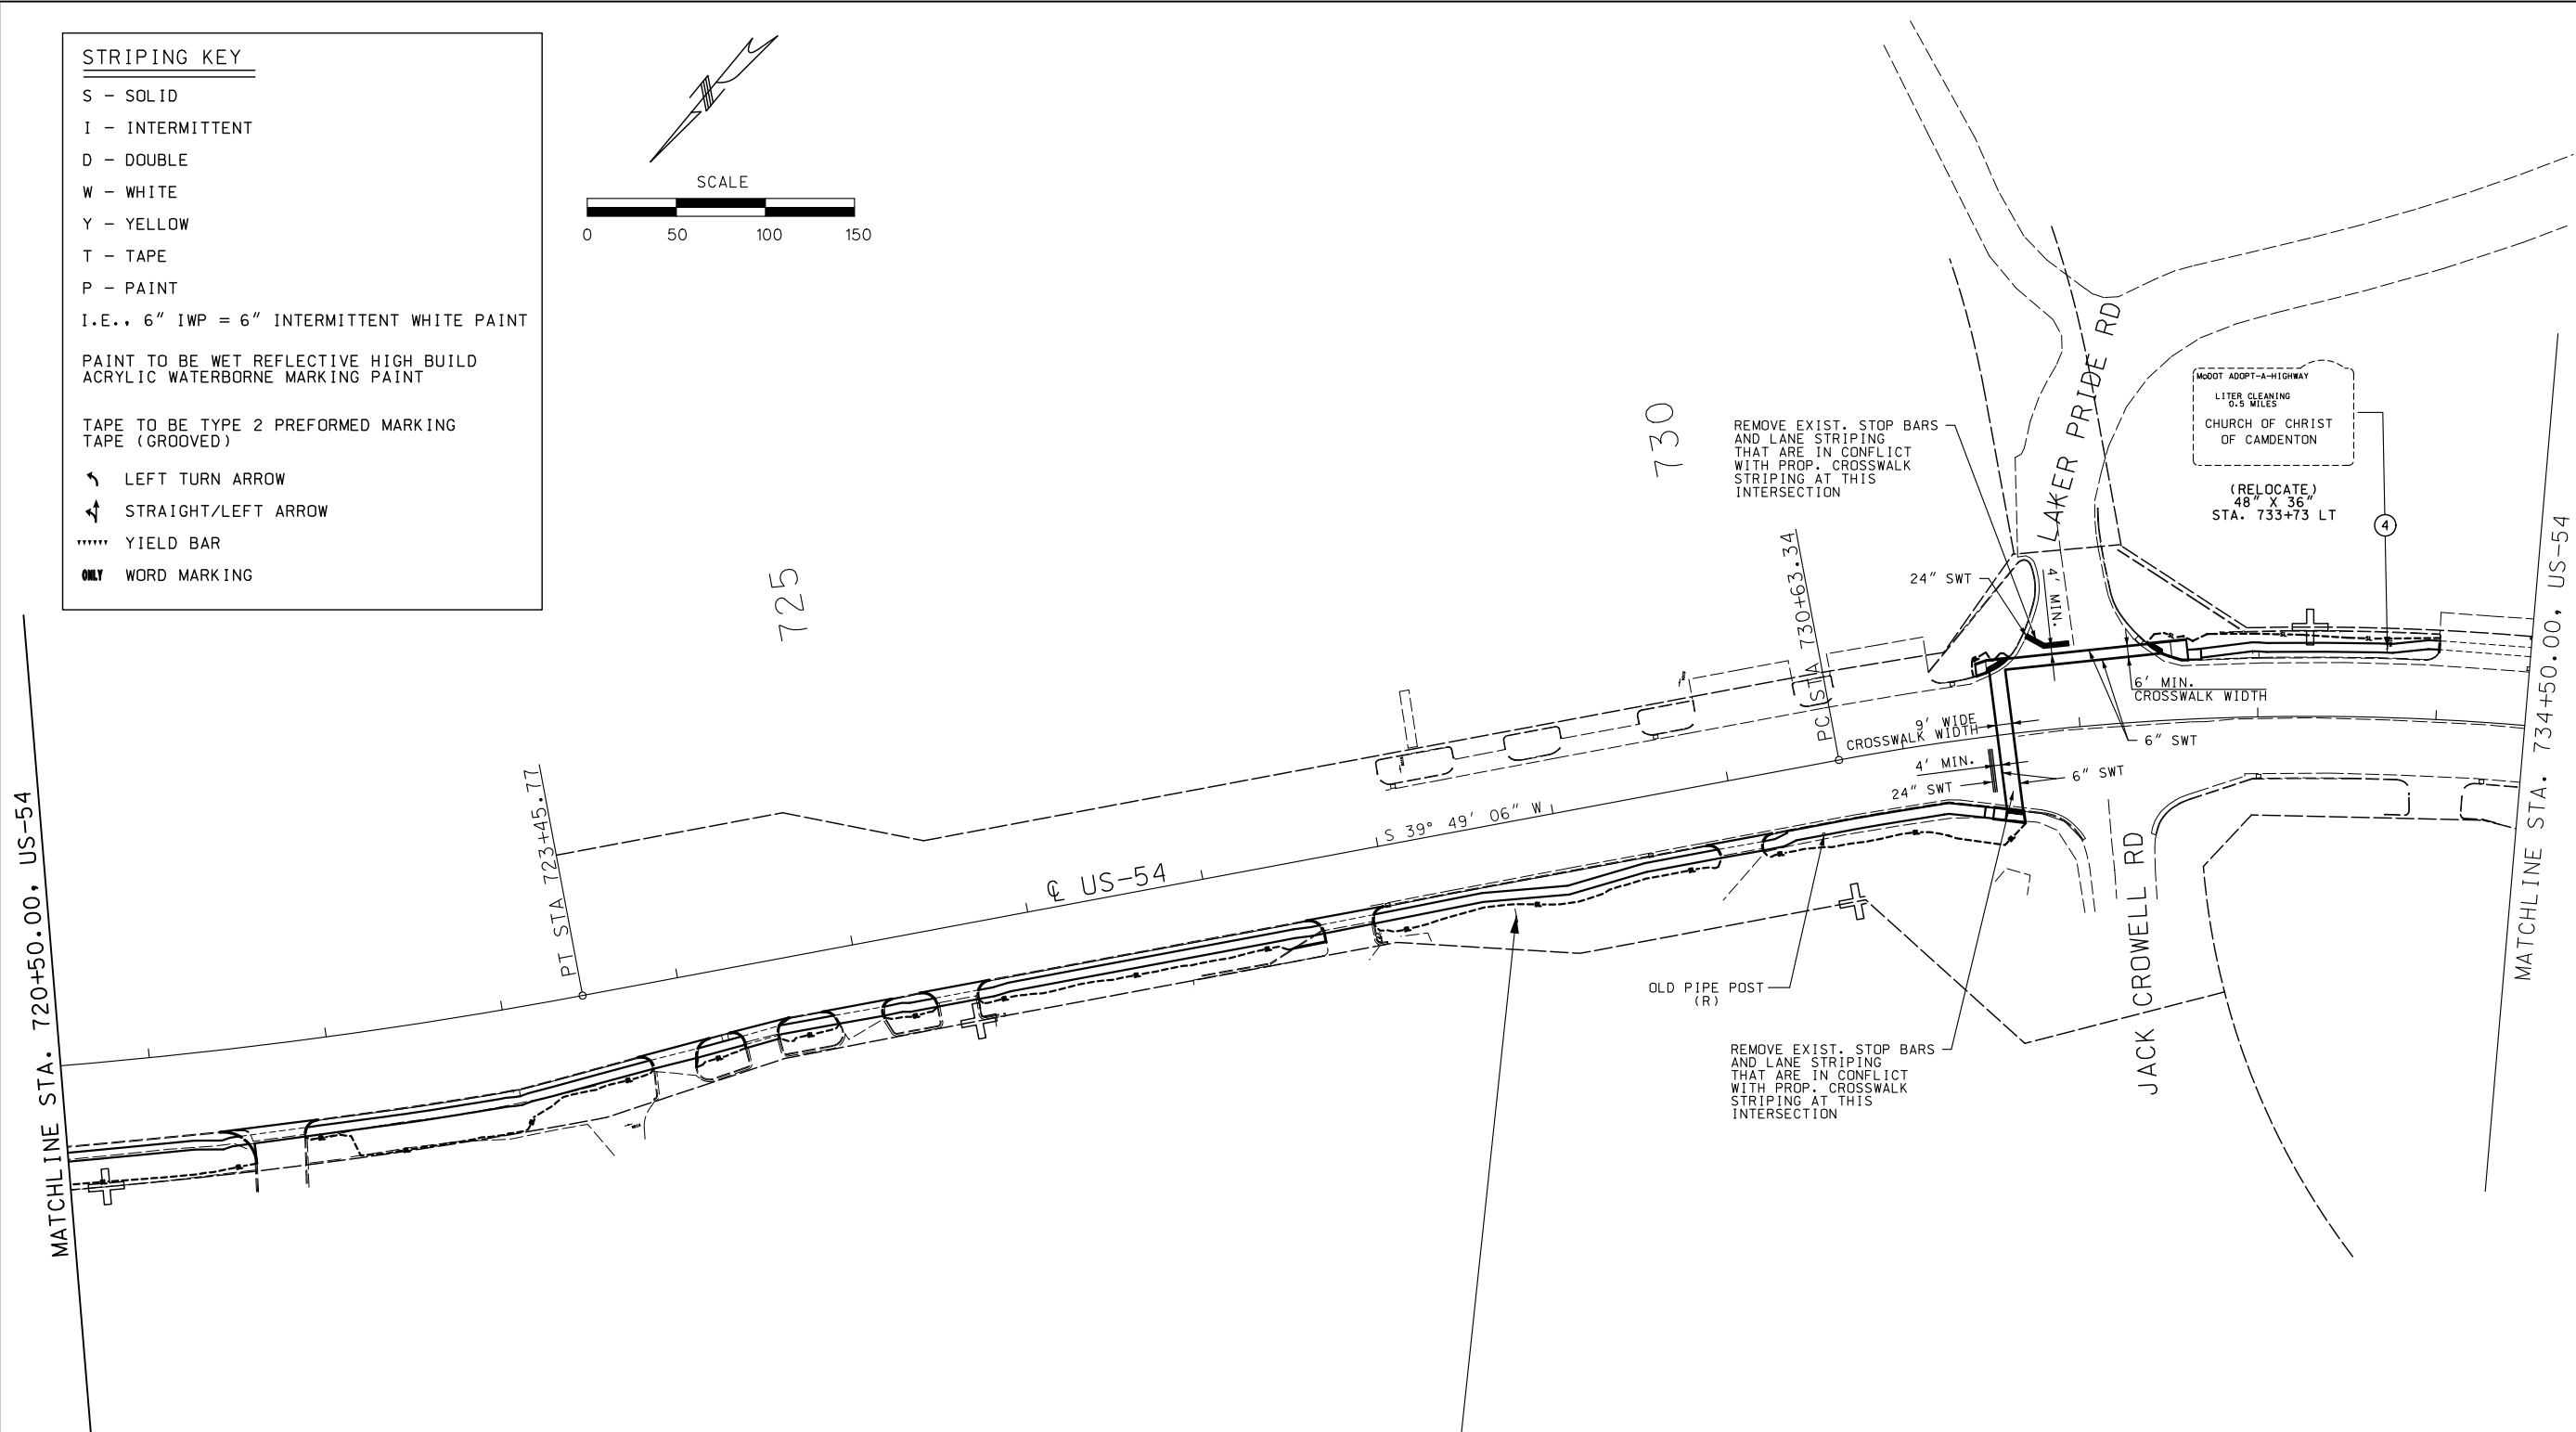 STRIPING KEY
S - SOLID
I - INTERMITTENT
D - DOUBLE
W - WHITE
Y - YELLOW
T - TAPE
P - PAINT
I.E., 6" IWP = 6" INTERMITTENT WHITE PAINT
PAINT TO BE WET REFLECTIVE HIGH BUILD
ACRYLIC WATERBORNE MARKING PAINT
TAPE TO BE TYPE 2 PREFORMED MARKING
TAPE (GROOVED)
LEFT TURN ARROW
STRAIGHT/LEFT ARROW
YIELD BAR
ONLY WORD MARKING
SCALE
0 50 100 150
MATCHLINE STA. 720+50.00, US-54
PT STA 723+45.77
725
℄ US-54
S 39° 49' 06" W
730
PC STA 730+63.34
REMOVE EXIST. STOP BARS
AND LANE STRIPING
THAT ARE IN CONFLICT
WITH PROP. CROSSWALK
STRIPING AT THIS
INTERSECTION
24" SWT
4' MIN.
LAKER PRIDE RD
McDOT ADOPT-A-HIGHWAY
LITER CLEANING
0.5 MILES
CHURCH OF CHRIST
OF CAMDENTON
(RELOCATE)
48" X 36"
STA. 733+73 LT
4
6' MIN.
CROSSWALK WIDTH
9' WIDE
CROSSWALK WIDTH
6" SWT
4' MIN.
6" SWT
24" SWT
OLD PIPE POST
(R)
REMOVE EXIST. STOP BARS
AND LANE STRIPING
THAT ARE IN CONFLICT
WITH PROP. CROSSWALK
STRIPING AT THIS
INTERSECTION
JACK CROWELL RD
MATCHLINE STA. 734+50.00, US-54